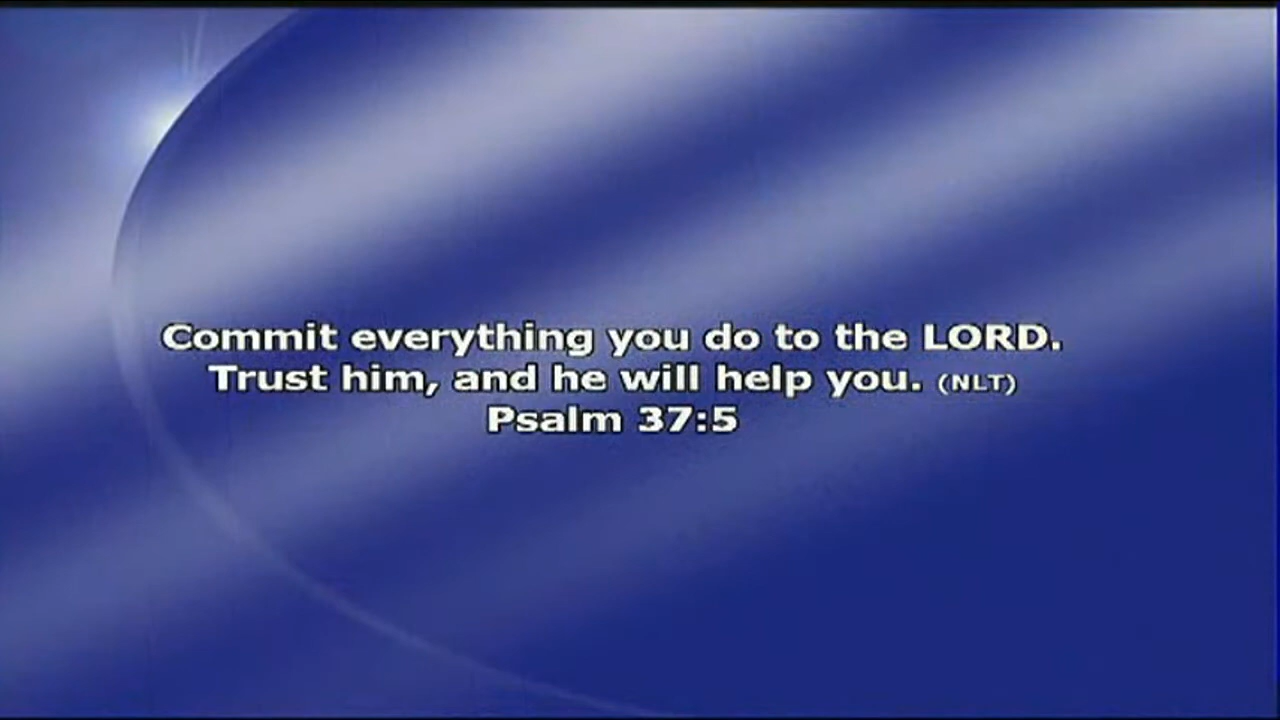 Commit everything you do to the LORD.
Trust him, and he will help you. (NLT)
Psalm 37:5